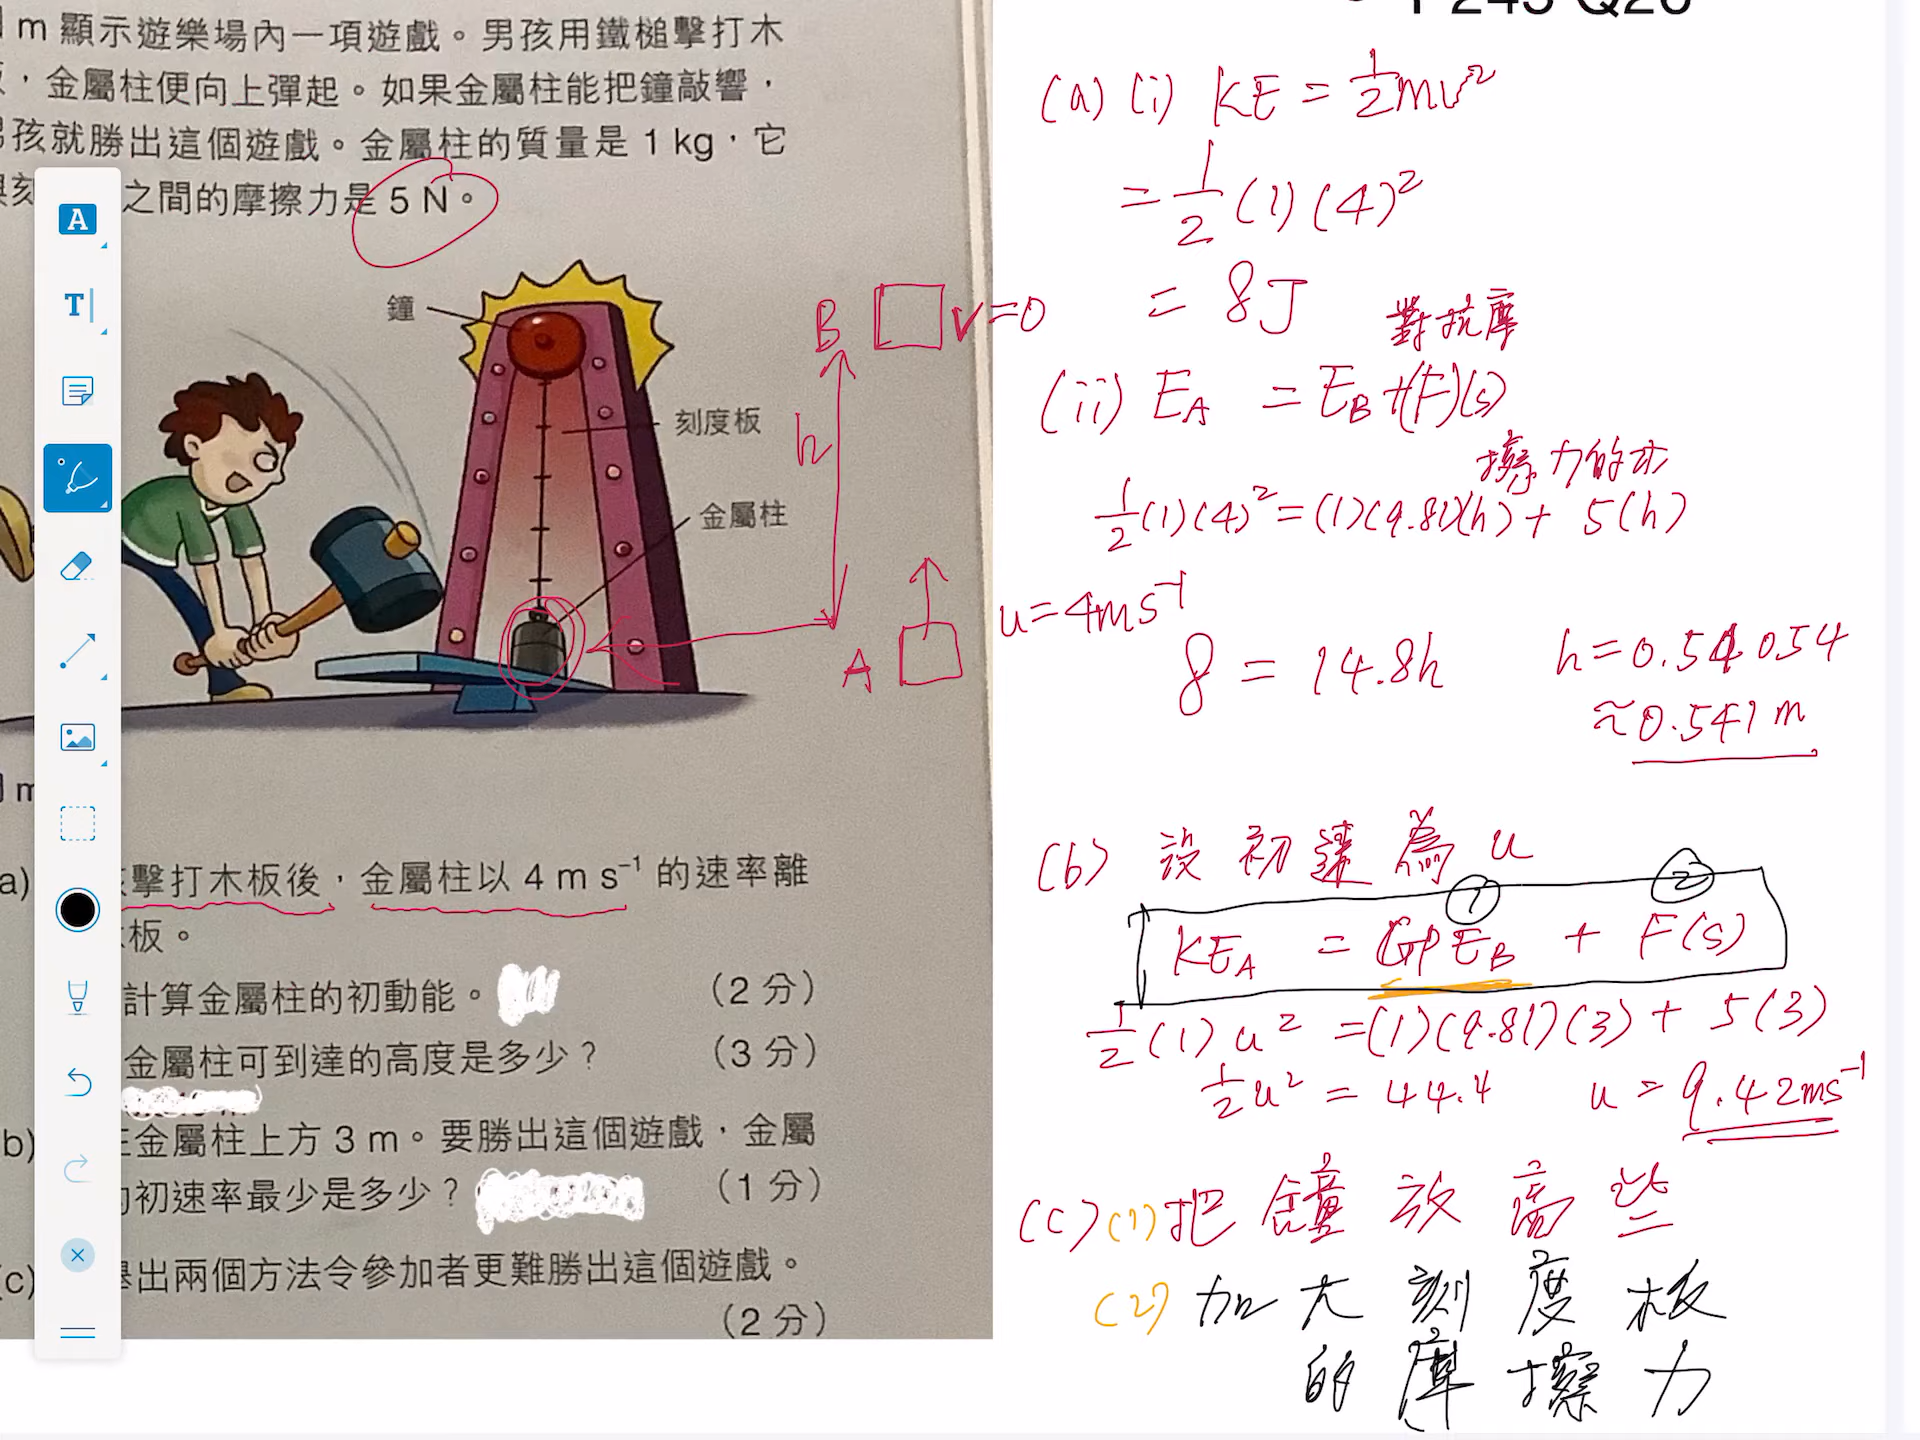 m 顯示遊樂場內一項遊戲。男孩用鐵槌擊打木
，金屬柱便向上彈起。如果金屬柱能把鐘敲響，
男孩就勝出這個遊戲。金屬柱的質量是 1 kg，它
與刻
之間的摩擦力是 5 N。
鐘
刻度板
金屬柱
B
v=0
h
A
u=4ms⁻¹
m
a)
擊打木板後，金屬柱以 4 m s⁻¹ 的速率離
板。
計算金屬柱的初動能。
(2 分)
金屬柱可到達的高度是多少？
(3 分)
b)
在金屬柱上方 3 m。要勝出這個遊戲，金屬
的初速率最少是多少？
(1 分)
(c)
舉出兩個方法令參加者更難勝出這個遊戲。
(2 分)
A
T
P245 Q26
(a) (i) KE = ½mv²
= ½ (1) (4)²
= 8J
對抗摩
(ii) E_A = E_B +(F)(s)
擦力的功
½(1)(4)² = (1)(9.81)(h) + 5(h)
8 = 14.8h
h = 0.54054
≈0.541 m
(b) 設初速為 u
① ②
KE_A = GPE_B + F(s)
½(1)u² = (1)(9.81)(3) + 5(3)
½u² = 44.4
u = 9.42ms⁻¹
(c) (1) 把鐘放高些
(2) 加大刻度板
的摩擦力